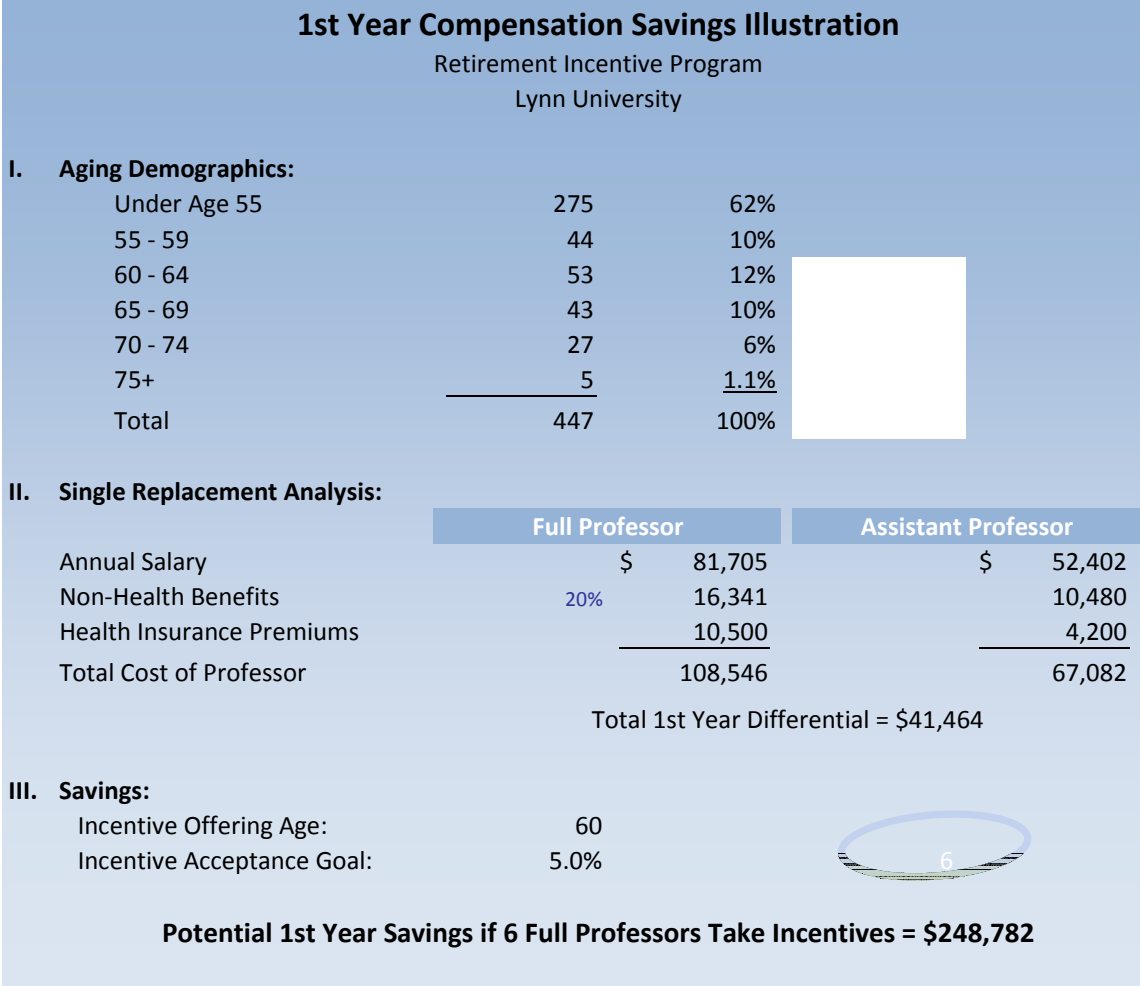 1st Year Compensation Savings Illustration
Retirement Incentive Program
Lynn University
I. Aging Demographics:
Under Age 55 275 62%
55 - 59 44 10%
60 - 64 53 12%
65 - 69 43 10%
70 - 74 27 6%
75+ 5 1.1%
Total 447 100%
II. Single Replacement Analysis:
Full Professor Assistant Professor
Annual Salary $ 81,705 $ 52,402
Non-Health Benefits 20% 16,341 10,480
Health Insurance Premiums 10,500 4,200
Total Cost of Professor 108,546 67,082
Total 1st Year Differential = $41,464
III. Savings:
Incentive Offering Age: 60
Incentive Acceptance Goal: 5.0% 6
Potential 1st Year Savings if 6 Full Professors Take Incentives = $248,782